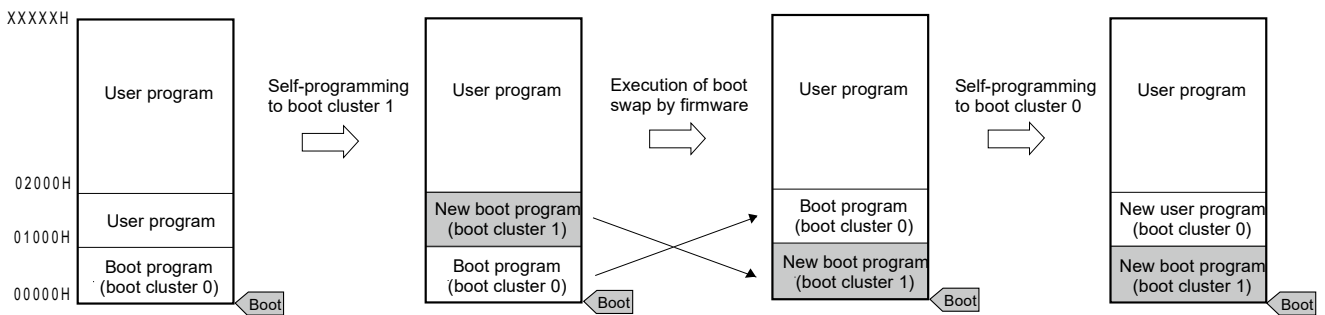 XXXXXH
User program
02000H
User program
01000H
Boot program
(boot cluster 0)
00000H
Boot
Self-programming
to boot cluster 1
User program
New boot program
(boot cluster 1)
Boot program
(boot cluster 0)
Boot
Execution of boot
swap by firmware
User program
Boot program
(boot cluster 0)
New boot program
(boot cluster 1)
Boot
Self-programming
to boot cluster 0
User program
New user program
(boot cluster 0)
New boot program
(boot cluster 1)
Boot